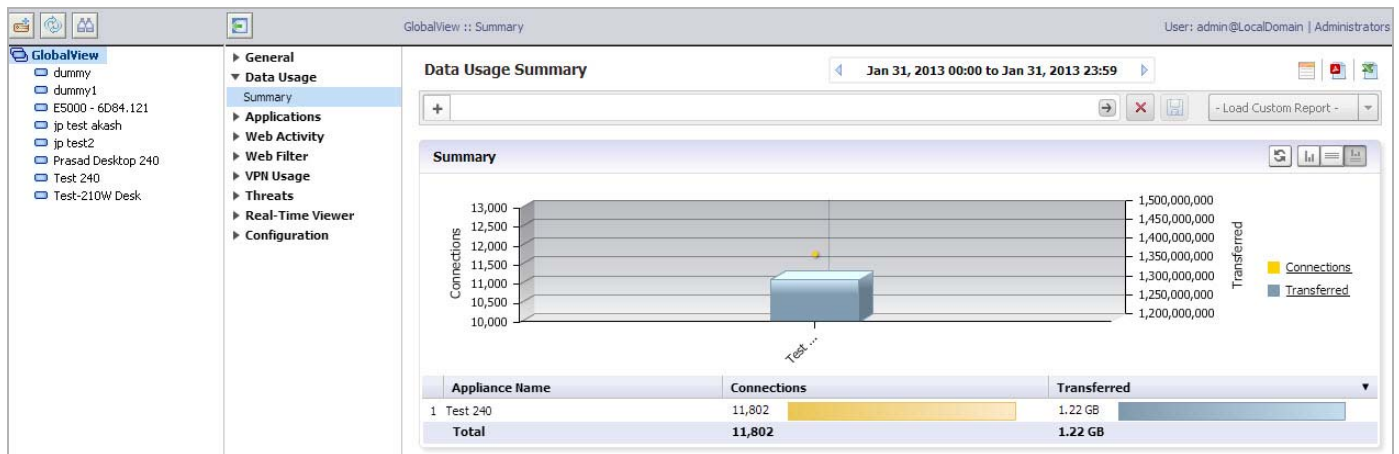 GlobalView :: Summary
User: admin@LocalDomain | Administrators
GlobalView
dummy
dummy1
E5000 - 6D84.121
jp test akash
jp test2
Prasad Desktop 240
Test 240
Test-210W Desk
General
Data Usage
Summary
Applications
Web Activity
Web Filter
VPN Usage
Threats
Real-Time Viewer
Configuration
Data Usage Summary
Jan 31, 2013 00:00 to Jan 31, 2013 23:59
- Load Custom Report -
Summary
13,000
12,500
12,000
11,500
11,000
10,500
10,000
Connections
1,500,000,000
1,450,000,000
1,400,000,000
1,350,000,000
1,300,000,000
1,250,000,000
1,200,000,000
Transferred
Connections
Transferred
Test ...
Appliance Name Connections Transferred
1 Test 240 11,802 1.22 GB
Total 11,802 1.22 GB